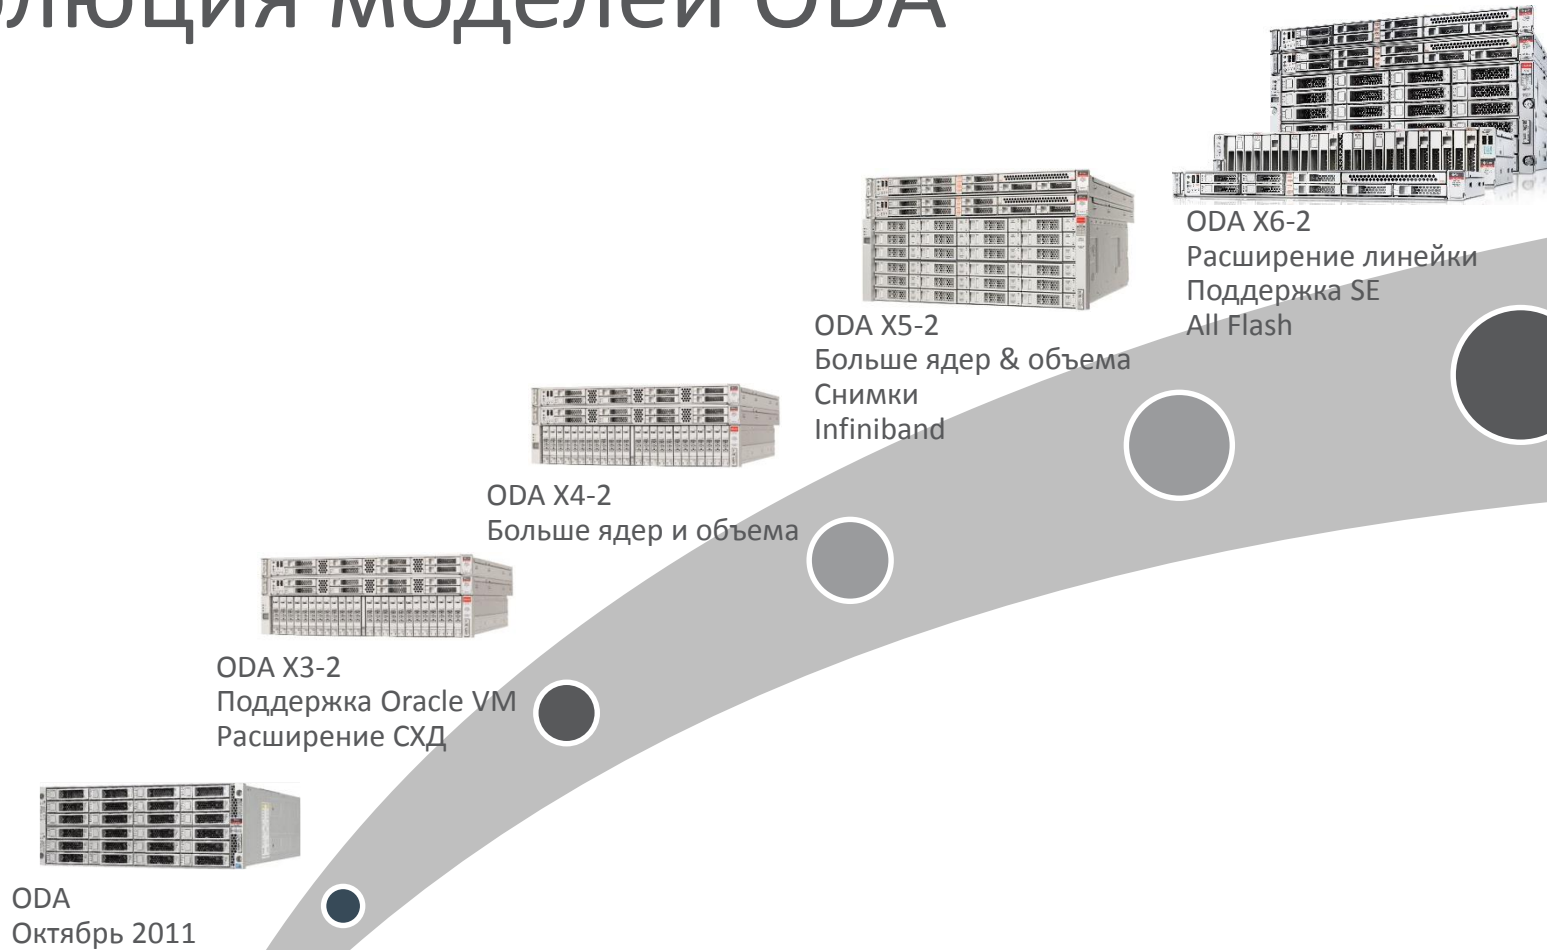 олюция моделей ODA
ODA X6-2
Расширение линейки
Поддержка SE
All Flash
ODA X5-2
Больше ядер & объема
Снимки
Infiniband
ODA X4-2
Больше ядер и объема
ODA X3-2
Поддержка Oracle VM
Расширение СХД
ODA
Октябрь 2011